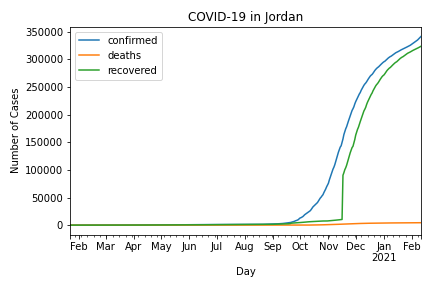 COVID-19 in Jordan
confirmed
deaths
recovered
Number of Cases
350000
300000
250000
200000
150000
100000
50000
0
Feb Mar Apr May Jun Jul Aug Sep Oct Nov Dec Jan Feb
2021
Day